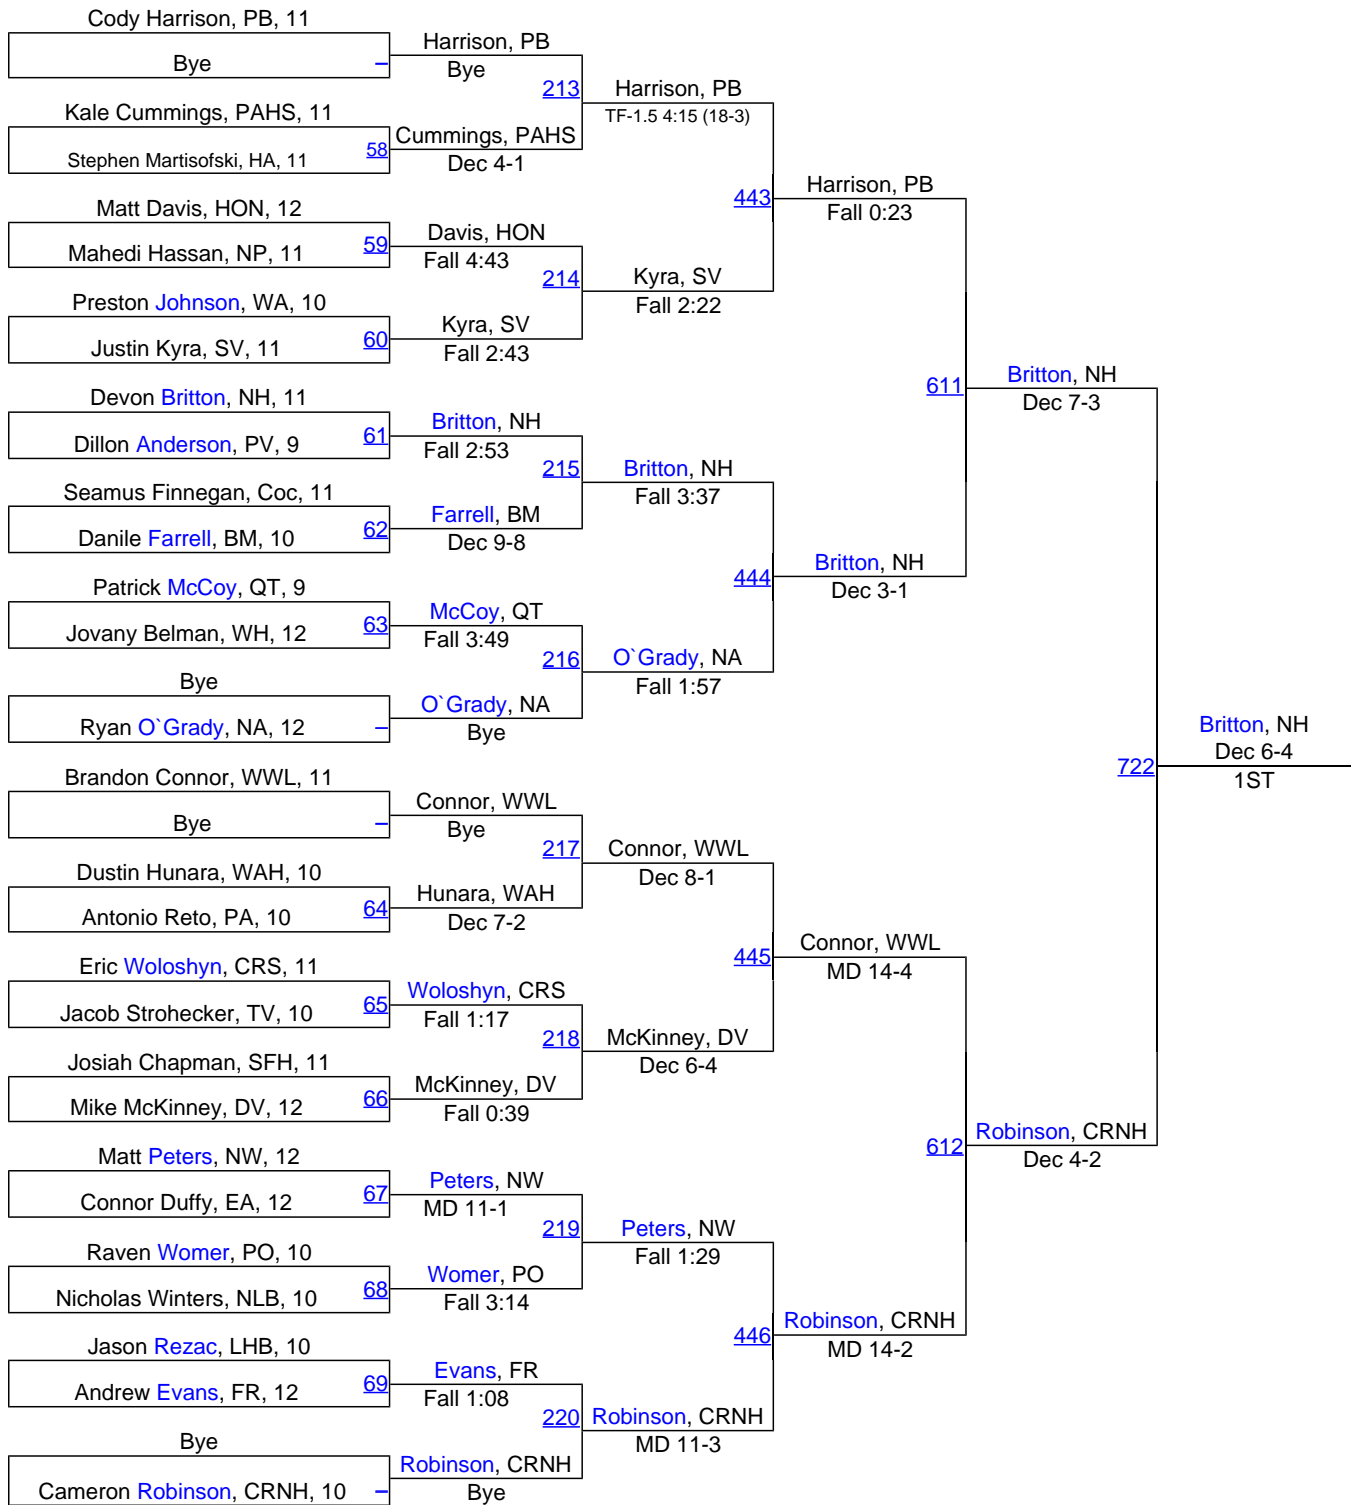 Cody Harrison, PB, 11
Bye
–
Harrison, PB
Bye
213
Harrison, PB
TF-1.5 4:15 (18-3)
Kale Cummings, PAHS, 11
Stephen Martisofski, HA, 11
58
Cummings, PAHS
Dec 4-1
443
Harrison, PB
Fall 0:23
Matt Davis, HON, 12
Mahedi Hassan, NP, 11
59
Davis, HON
Fall 4:43
214
Kyra, SV
Fall 2:22
Preston Johnson, WA, 10
Justin Kyra, SV, 11
60
Kyra, SV
Fall 2:43
611
Britton, NH
Dec 7-3
Devon Britton, NH, 11
Dillon Anderson, PV, 9
61
Britton, NH
Fall 2:53
215
Britton, NH
Fall 3:37
Seamus Finnegan, Coc, 11
Danile Farrell, BM, 10
62
Farrell, BM
Dec 9-8
444
Britton, NH
Dec 3-1
Patrick McCoy, QT, 9
Jovany Belman, WH, 12
63
McCoy, QT
Fall 3:49
216
O`Grady, NA
Fall 1:57
Bye
Ryan O`Grady, NA, 12
–
O`Grady, NA
Bye
722
Britton, NH
Dec 6-4
1ST
Brandon Connor, WWL, 11
Bye
–
Connor, WWL
Bye
217
Connor, WWL
Dec 8-1
Dustin Hunara, WAH, 10
Antonio Reto, PA, 10
64
Hunara, WAH
Dec 7-2
445
Connor, WWL
MD 14-4
Eric Woloshyn, CRS, 11
Jacob Strohecker, TV, 10
65
Woloshyn, CRS
Fall 1:17
218
McKinney, DV
Dec 6-4
Josiah Chapman, SFH, 11
Mike McKinney, DV, 12
66
McKinney, DV
Fall 0:39
612
Robinson, CRNH
Dec 4-2
Matt Peters, NW, 12
Connor Duffy, EA, 12
67
Peters, NW
MD 11-1
219
Peters, NW
Fall 1:29
Raven Womer, PO, 10
Nicholas Winters, NLB, 10
68
Womer, PO
Fall 3:14
446
Robinson, CRNH
MD 14-2
Jason Rezac, LHB, 10
Andrew Evans, FR, 12
69
Evans, FR
Fall 1:08
220
Robinson, CRNH
MD 11-3
Bye
Cameron Robinson, CRNH, 10
–
Robinson, CRNH
Bye